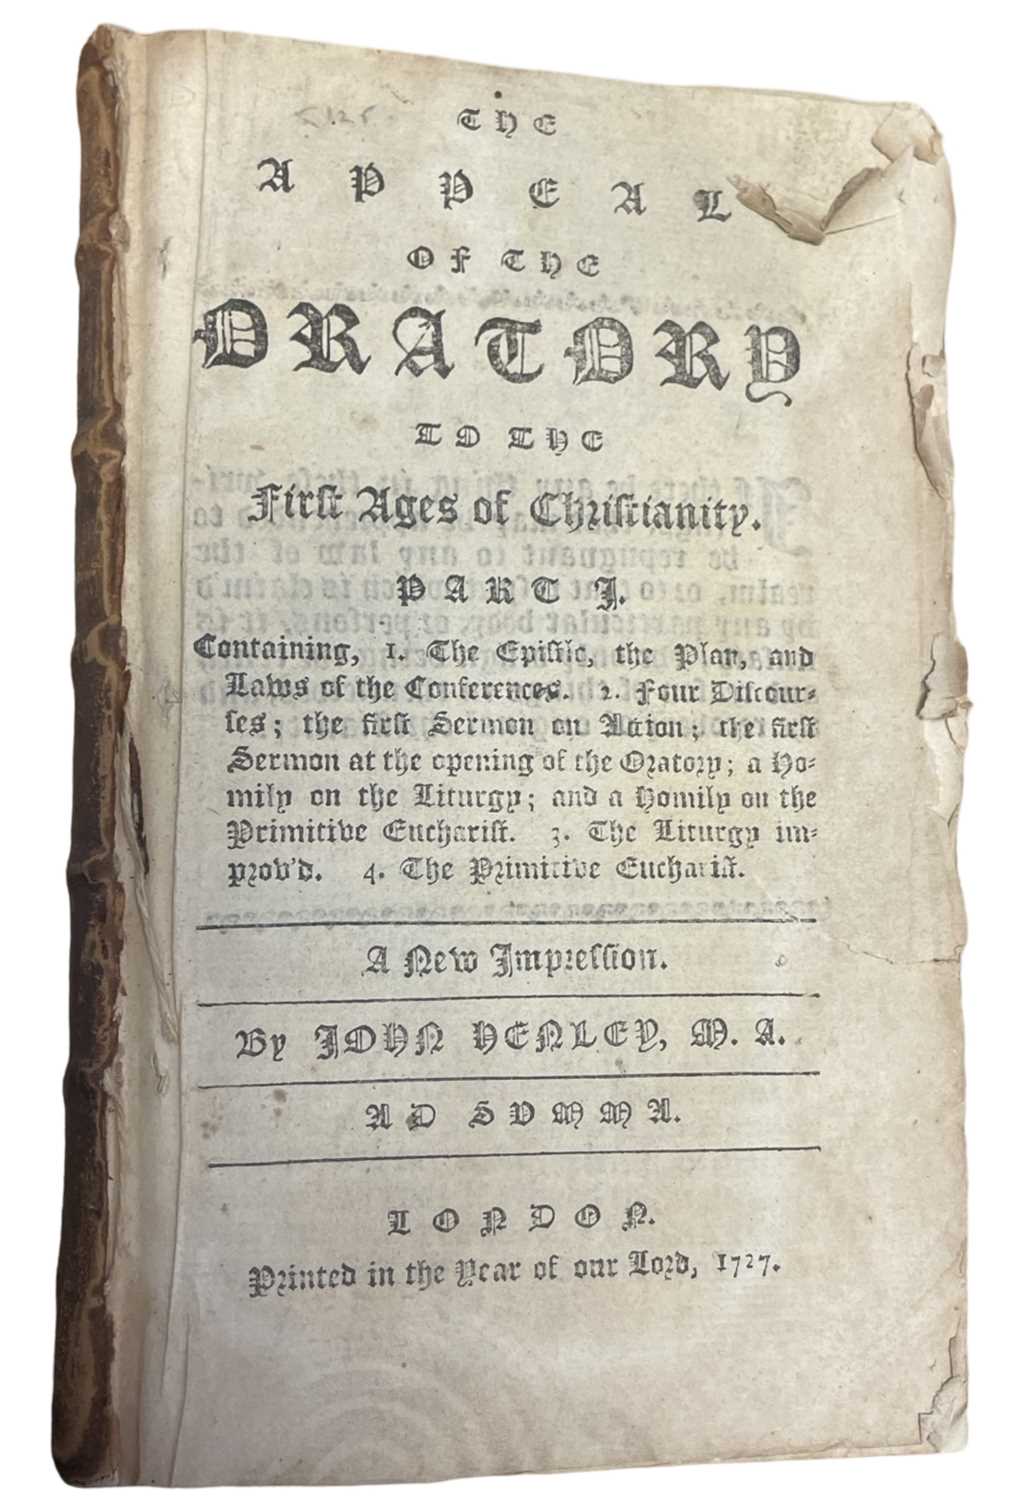 THE
APPEAL
OF THE
ORATORY
TO THE
Firſt Ages of Chriſtianity.
PART I.
Containing, 1. The Epiſtle, the Plan, and
Laws of the Conferences. 2. Four Diſcour-
ſes; the firſt Sermon on Action; the firſt
Sermon at the opening of the Oratory; a Ho-
mily on the Liturgy; and a Homily on the
Primitive Euchariſt. 3. The Liturgy im-
prov'd. 4. The Primitive Euchariſt.
A New Impreſſion.
By JOHN HENLEY, M. A.
AD SVMMA.
LONDON.
Printed in the Year of our Lord, 1727.